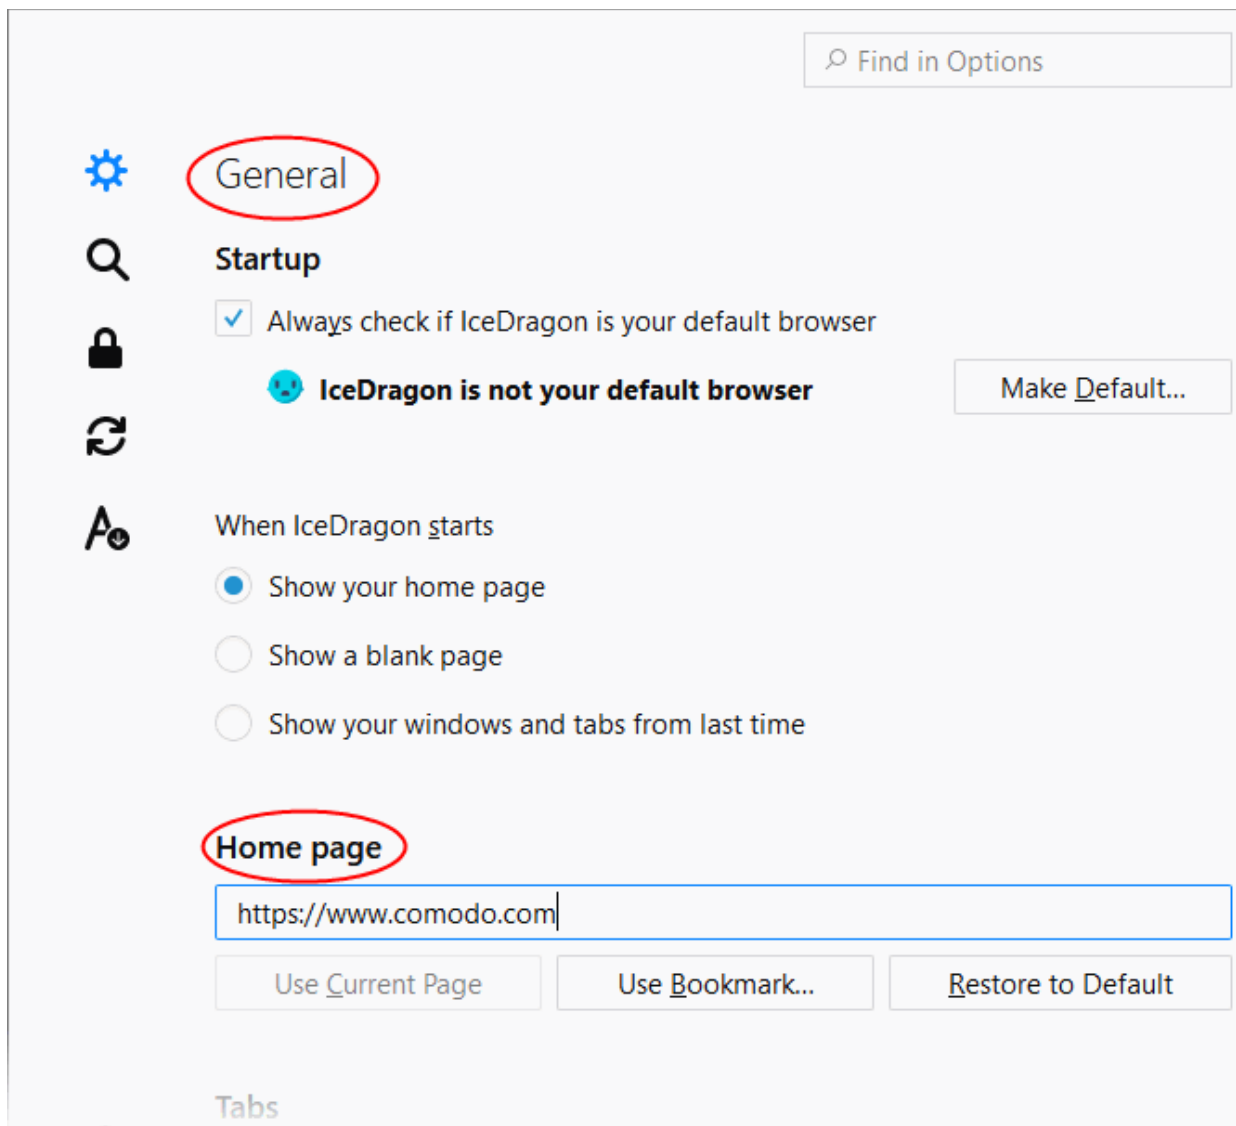 Find in Options
General
Startup
Always check if IceDragon is your default browser
IceDragon is not your default browser
Make Default...
When IceDragon starts
Show your home page
Show a blank page
Show your windows and tabs from last time
Home page
https://www.comodo.com
Use Current Page
Use Bookmark...
Restore to Default
Tabs